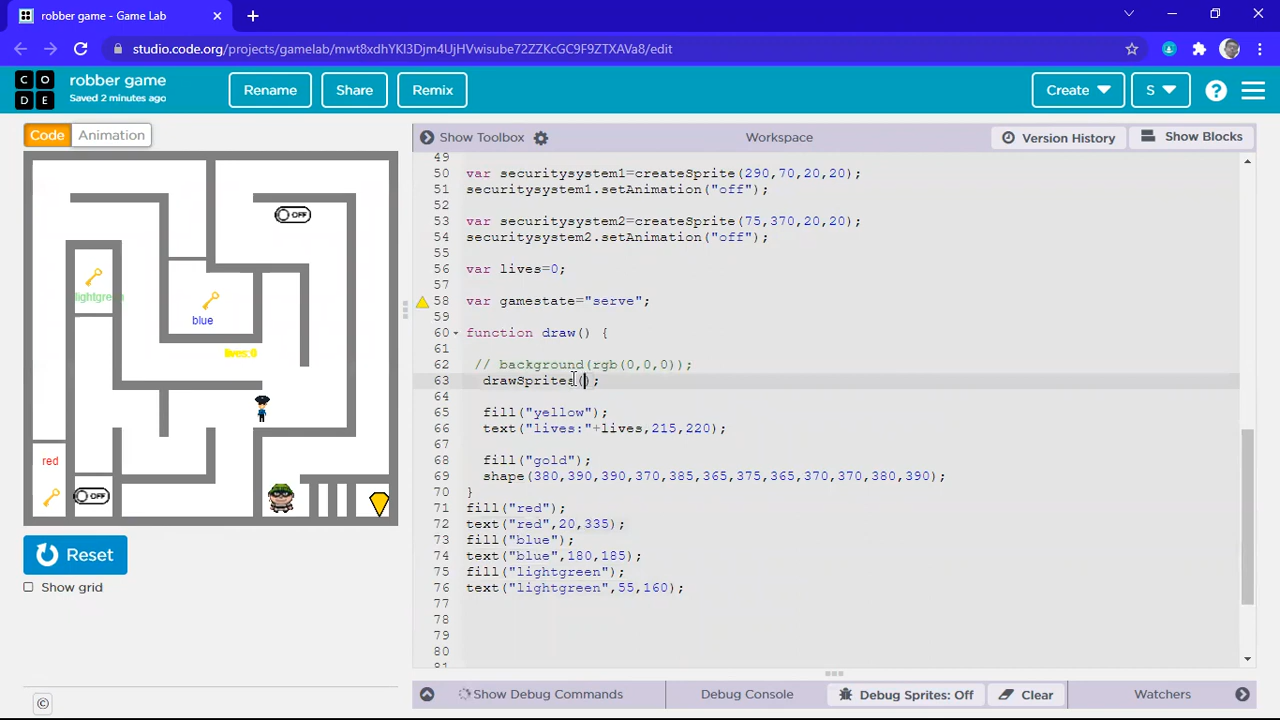 robber game - Game Lab
studio.code.org/projects/gamelab/mwt8xdhYKl3Djm4UjHVwisube72ZZKcGC9F9ZTXAVa8/edit
CO
DE
robber game
Saved 2 minutes ago
Rename
Share
Remix
Create
S
?
Code
Animation
Show Toolbox
Workspace
Version History
Show Blocks
OFF
lightgreen
blue
lives:0
red
OFF
Reset
Show grid
49
50 var securitysystem1=createSprite(290,70,20,20);
51 securitysystem1.setAnimation("off");
52
53 var securitysystem2=createSprite(75,370,20,20);
54 securitysystem2.setAnimation("off");
55
56 var lives=0;
57
58 var gamestate="serve";
59
60 function draw() {
61
62 // background(rgb(0,0,0));
63 drawSprites();
64
65 fill("yellow");
66 text("lives:"+lives,215,220);
67
68 fill("gold");
69 shape(380,390,390,370,385,365,375,365,370,370,380,390);
70 }
71 fill("red");
72 text("red",20,335);
73 fill("blue");
74 text("blue",180,185);
75 fill("lightgreen");
76 text("lightgreen",55,160);
77
78
79
80
81
Show Debug Commands
Debug Console
Debug Sprites: Off
Clear
Watchers
©